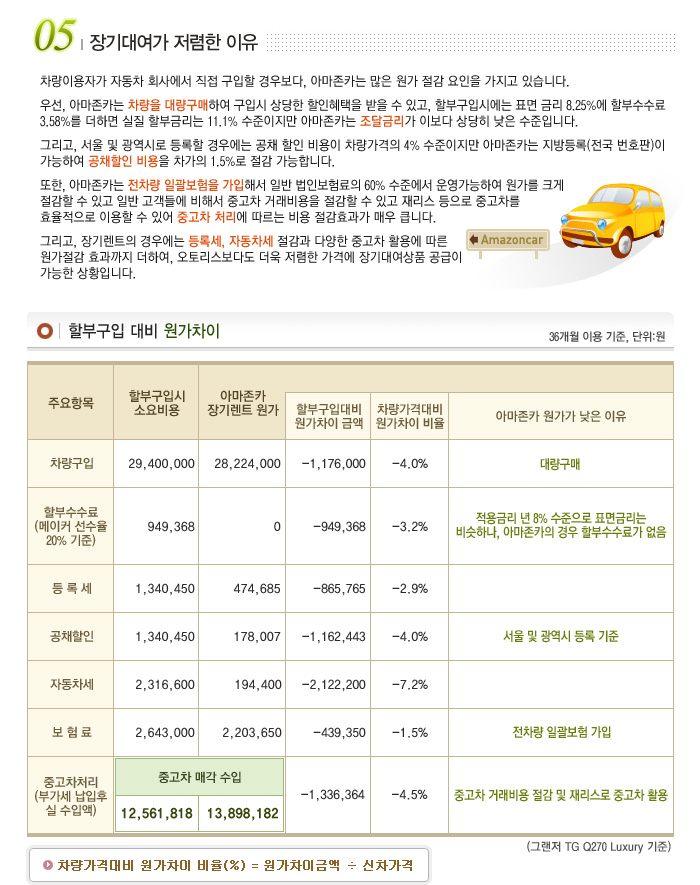 05 장기대여가 저렴한 이유
차량이용자가 자동차 회사에서 직접 구입할 경우보다, 아마존카는 많은 원가 절감 요인을 가지고 있습니다.
우선, 아마존카는 차량을 대량구매하여 구입시 상당한 할인혜택을 받을 수 있고, 할부구입시에는 표면 금리 8.25%에 할부수수료
3.58%를 더하면 실질 할부금리는 11.1% 수준이지만 아마존카는 조달금리가 이보다 상당히 낮은 수준입니다.
그리고, 서울 및 광역시로 등록할 경우에는 공채 할인 비용이 차량가격의 4% 수준이지만 아마존카는 지방등록(전국 번호판)이
가능하여 공채할인 비용을 차가의 1.5%로 절감 가능합니다.
또한, 아마존카는 전차량 일괄보험을 가입해서 일반 법인보험료의 60% 수준에서 운영가능하여 원가를 크게
절감할 수 있고 일반 고객들에 비해서 중고차 거래비용을 절감할 수 있고 재리스 등으로 중고차를
효율적으로 이용할 수 있어 중고차 처리에 따르는 비용 절감효과가 매우 큽니다.
그리고, 장기렌트의 경우에는 등록세, 자동차세 절감과 다양한 중고차 활용에 따른
원가절감 효과까지 더하여, 오토리스보다도 더욱 저렴한 가격에 장기대여상품 공급이
가능한 상황입니다.
Amazoncar
할부구입 대비 원가차이
36개월 이용 기준, 단위:원
주요항목
할부구입시
소요비용
아마존카
장기렌트 원가
할부구입대비
원가차이 금액
차량가격대비
원가차이 비율
아마존카 원가가 낮은 이유
차량구입 29,400,000 28,224,000 -1,176,000 -4.0% 대량구매
할부수수료
(메이커 선수율
20% 기준)
949,368 0 -949,368 -3.2%
적용금리 년 8% 수준으로 표면금리는
비슷하나, 아마존카의 경우 할부수수료가 없음
등 록 세 1,340,450 474,685 -865,765 -2.9%
공채할인 1,340,450 178,007 -1,162,443 -4.0% 서울 및 광역시 등록 기준
자동차세 2,316,600 194,400 -2,122,200 -7.2%
보 험 료 2,643,000 2,203,650 -439,350 -1.5% 전차량 일괄보험 가입
중고차처리
(부가세 납입후
실 수입액)
중고차 매각 수입
12,561,818 13,898,182
-1,336,364 -4.5% 중고차 거래비용 절감 및 재리스로 중고차 활용
(그랜저 TG Q270 Luxury 기준)
차량가격대비 원가차이 비율(%) = 원가차이금액 ÷ 신차가격